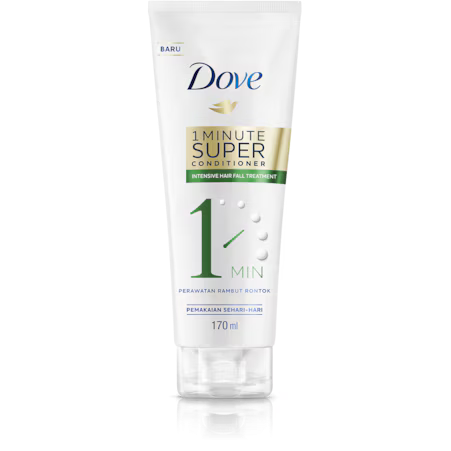 BARU
Dove
1 MINUTE
SUPER
CONDITIONER
INTENSIVE HAIR FALL TREATMENT
1 MIN
PERAWATAN RAMBUT RONTOK
PEMAKAIAN SEHARI-HARI
170 ml